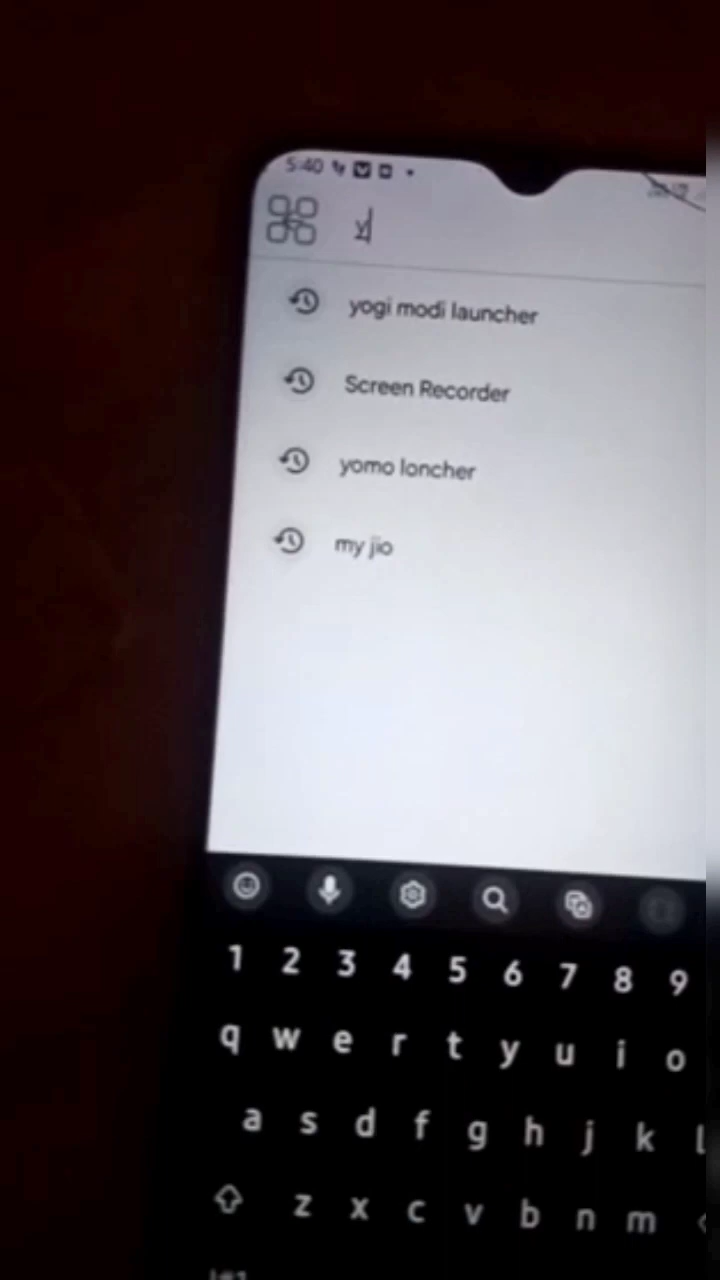 5:40
y
yogi modi launcher
Screen Recorder
yomo loncher
my jio
1 2 3 4 5 6 7 8 9
q w e r t y u i o
a s d f g h j k l
z x c v b n m